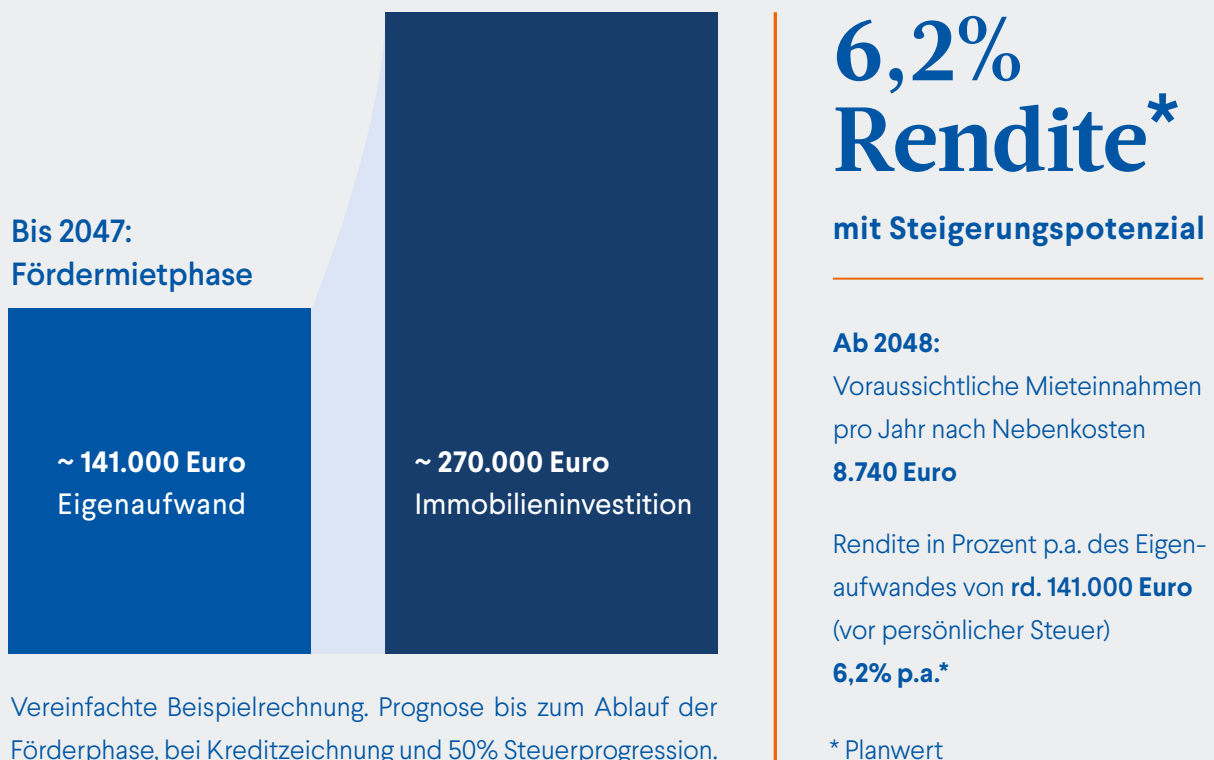 Bis 2047:
Fördermietphase
~ 141.000 Euro
Eigenaufwand
~ 270.000 Euro
Immobilieninvestition
Vereinfachte Beispielrechnung. Prognose bis zum Ablauf der
Förderphase, bei Kreditzeichnung und 50% Steuerprogression.
6,2%
Rendite*
mit Steigerungspotenzial
Ab 2048:
Voraussichtliche Mieteinnahmen
pro Jahr nach Nebenkosten
8.740 Euro
Rendite in Prozent p.a. des Eigen-
aufwandes von rd. 141.000 Euro
(vor persönlicher Steuer)
6,2% p.a.*
* Planwert